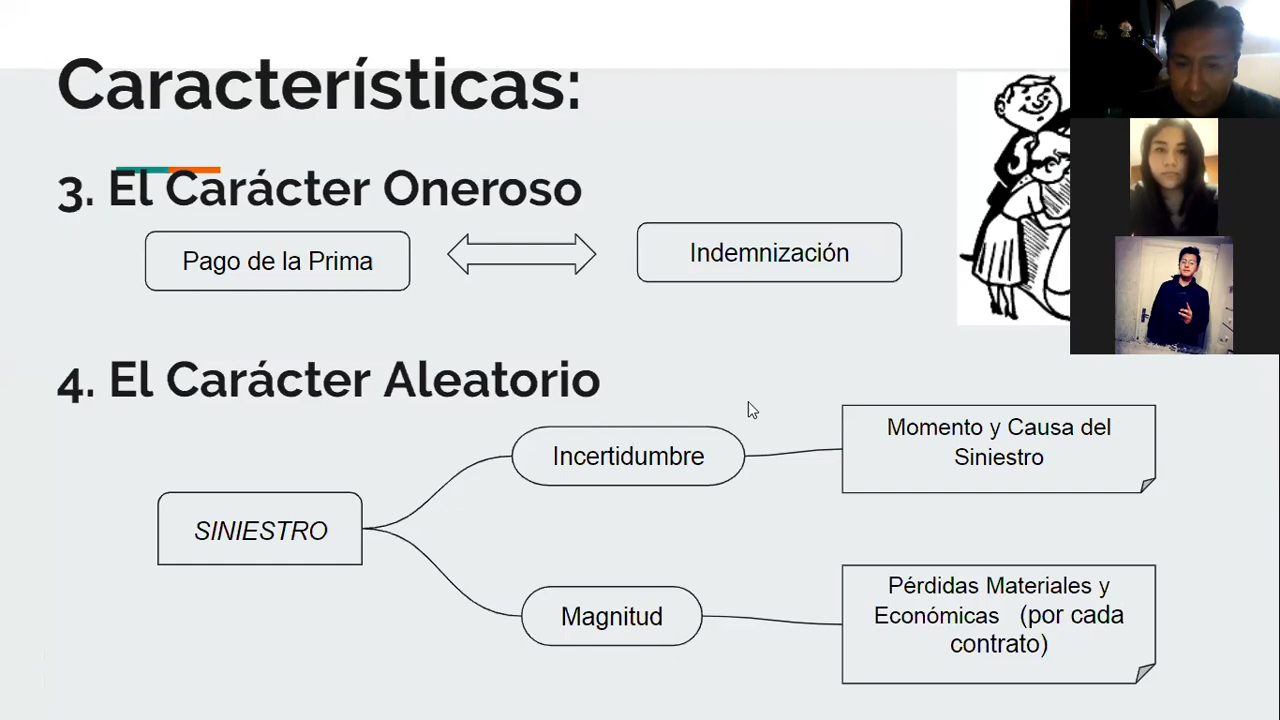 Características:
3. El Carácter Oneroso
Pago de la Prima
Indemnización
4. El Carácter Aleatorio
SINIESTRO
Incertidumbre
Momento y Causa del
Siniestro
Magnitud
Pérdidas Materiales y
Económicas (por cada
contrato)